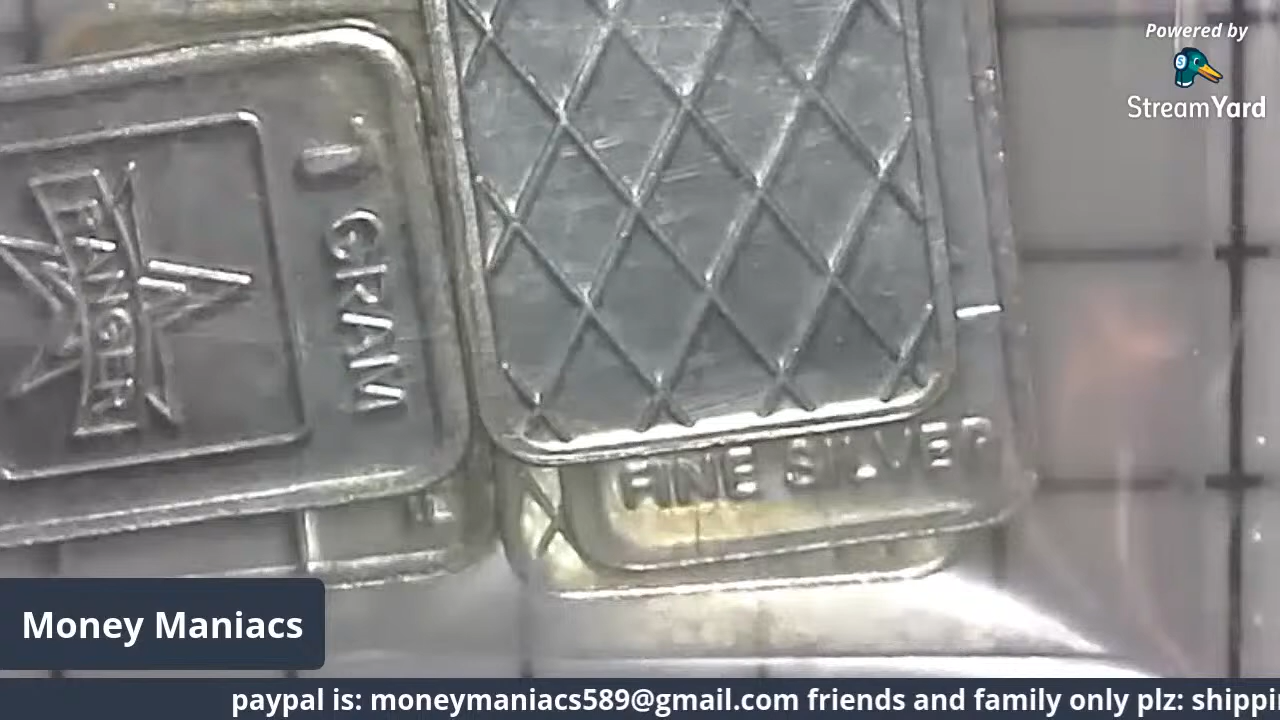 Powered by
StreamYard
1
GRAM
FANGER
FINE SILVER
Money Maniacs
paypal is: moneymaniacs589@gmail.com friends and family only plz: shippi